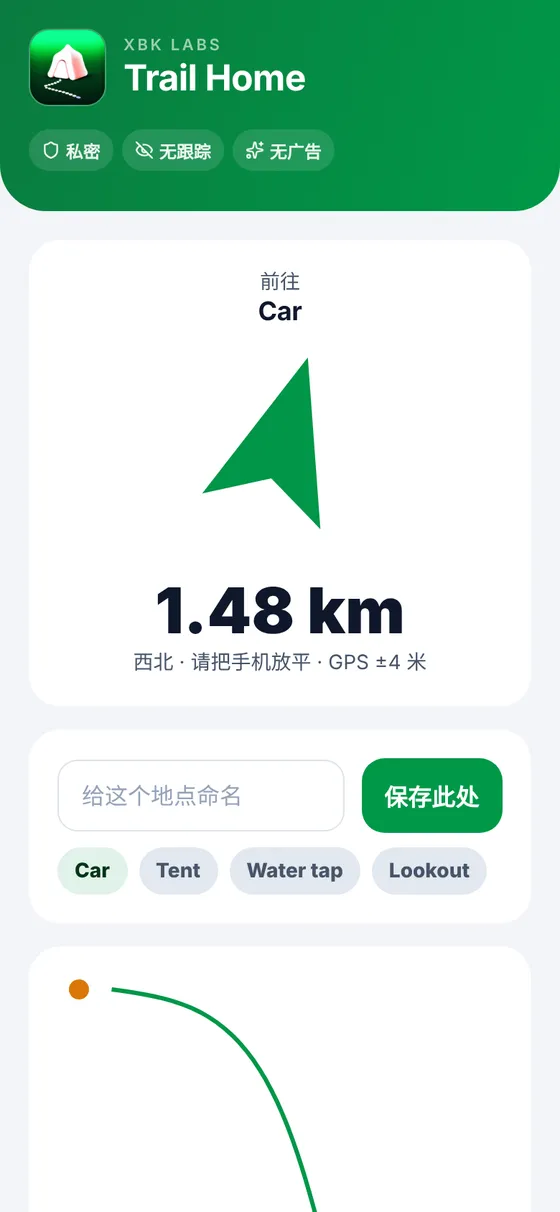 XBK LABS
Trail Home
私密 无跟踪 无广告
前往
Car
1.48 km
西北 · 请把手机放平 · GPS ±4 米
给这个地点命名 保存此处
Car Tent Water tap Lookout